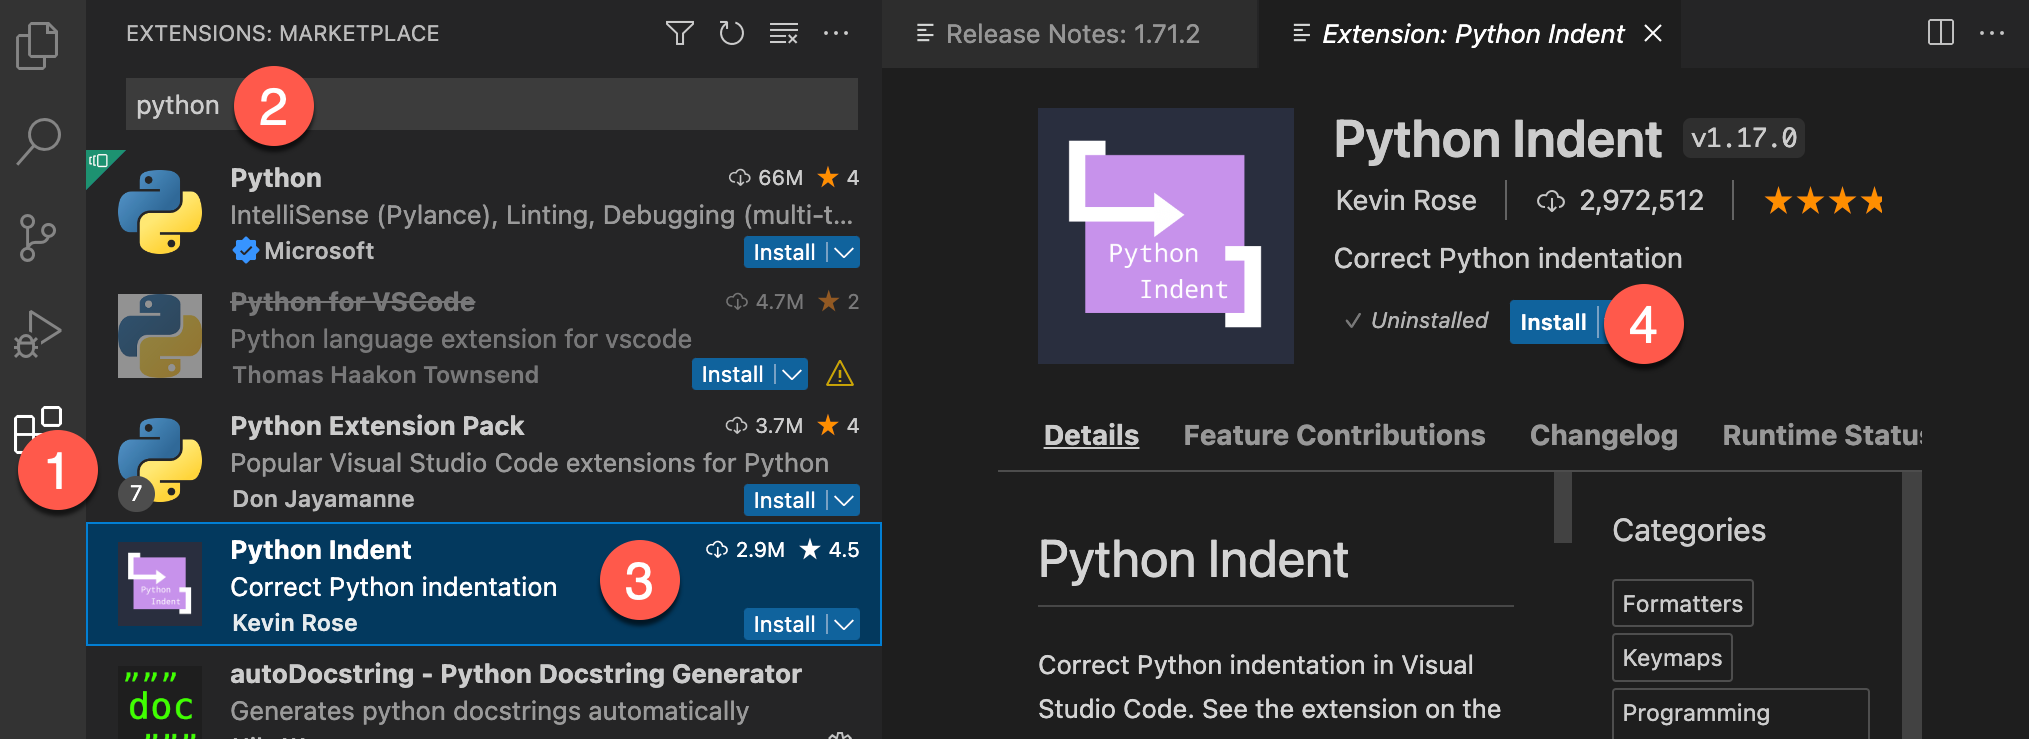 EXTENSIONS: MARKETPLACE
python
2
Python 66M 4
IntelliSense (Pylance), Linting, Debugging (multi-t...
Microsoft Install
Python for VSCode 4.7M 2
Python language extension for vscode
Thomas Haakon Townsend Install
1
Python Extension Pack 3.7M 4
Popular Visual Studio Code extensions for Python
7
Don Jayamanne Install
Python Indent 2.9M 4.5
Correct Python indentation
3
Python
Indent
Kevin Rose Install
autoDocstring - Python Docstring Generator
"""
doc
"""
Generates python docstrings automatically
Release Notes: 1.71.2
Extension: Python Indent
Python
Indent
Python Indent v1.17.0
Kevin Rose 2,972,512
Correct Python indentation
Uninstalled Install
4
Details Feature Contributions Changelog Runtime Status
Python Indent
Correct Python indentation in Visual
Studio Code. See the extension on the
Categories
Formatters
Keymaps
Programming